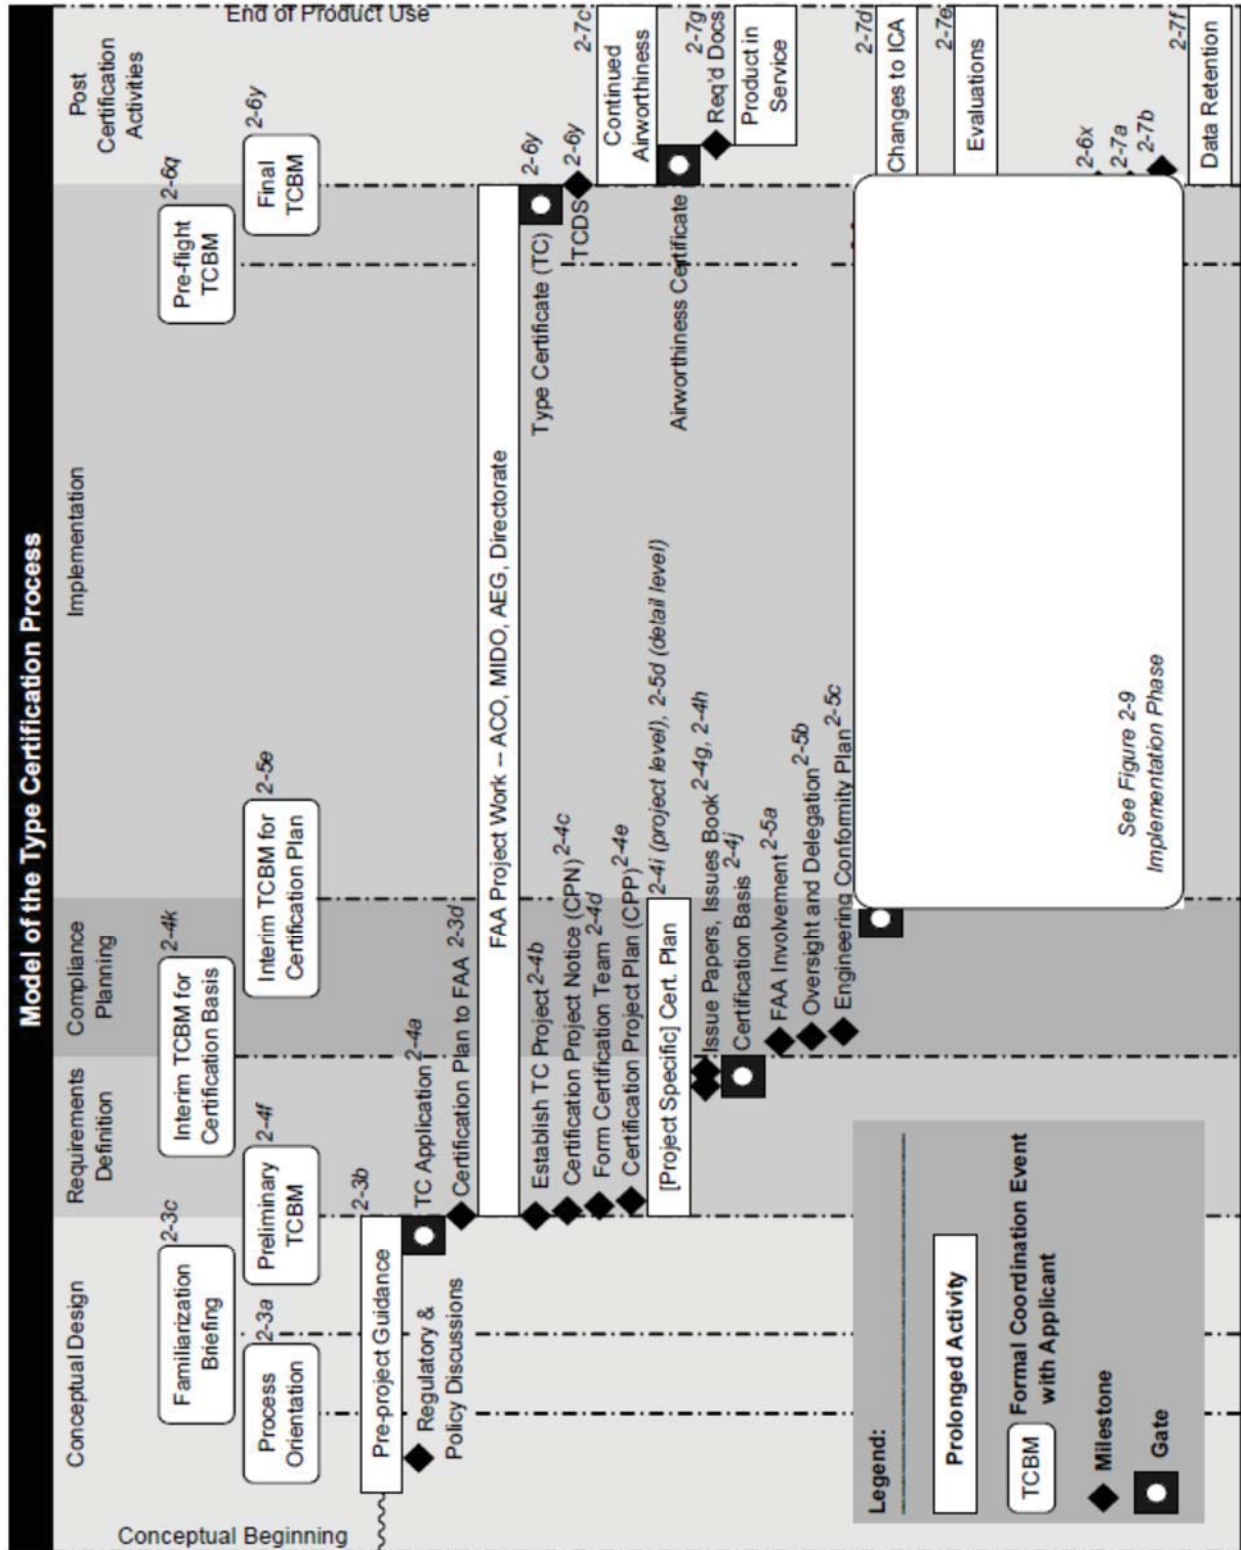 Model of the Type Certification Process
Conceptual Design
Requirements
Definition
Compliance
Planning
Implementation
Post
Certification
Activities
Conceptual Beginning
End of Product Use
Familiarization
Briefing
2-3c
Interim TCBM for
Certification Basis
2-4k
Pre-flight
TCBM
2-6q
Process
Orientation
2-3a
Preliminary
TCBM
2-4f
Interim TCBM for
Certification Plan
2-5e
Final
TCBM
2-6y
Pre-project Guidance
2-3b
Regulatory &
Policy Discussions
TC Application 2-4a
Certification Plan to FAA 2-3d
FAA Project Work -- ACO, MIDO, AEG, Directorate
Establish TC Project 2-4b
Certification Project Notice (CPN) 2-4c
Form Certification Team 2-4d
Certification Project Plan (CPP) 2-4e
[Project Specific] Cert. Plan
2-4i (project level), 2-5d (detail level)
Issue Papers, Issues Book 2-4g, 2-4h
Certification Basis 2-4j
FAA Involvement 2-5a
Oversight and Delegation 2-5b
Engineering Conformity Plan 2-5c
Type Certificate (TC)
2-6y
TCDS
2-6y
2-7c
Continued
Airworthiness
Airworthiness Certificate
2-7g
Req'd Docs
Product in
Service
2-7d
Changes to ICA
2-7e
Evaluations
2-6x
2-7a
2-7b
2-7f
Data Retention
See Figure 2-9
Implementation Phase
Legend:
Prolonged Activity
TCBM
Formal Coordination Event
with Applicant
Milestone
Gate